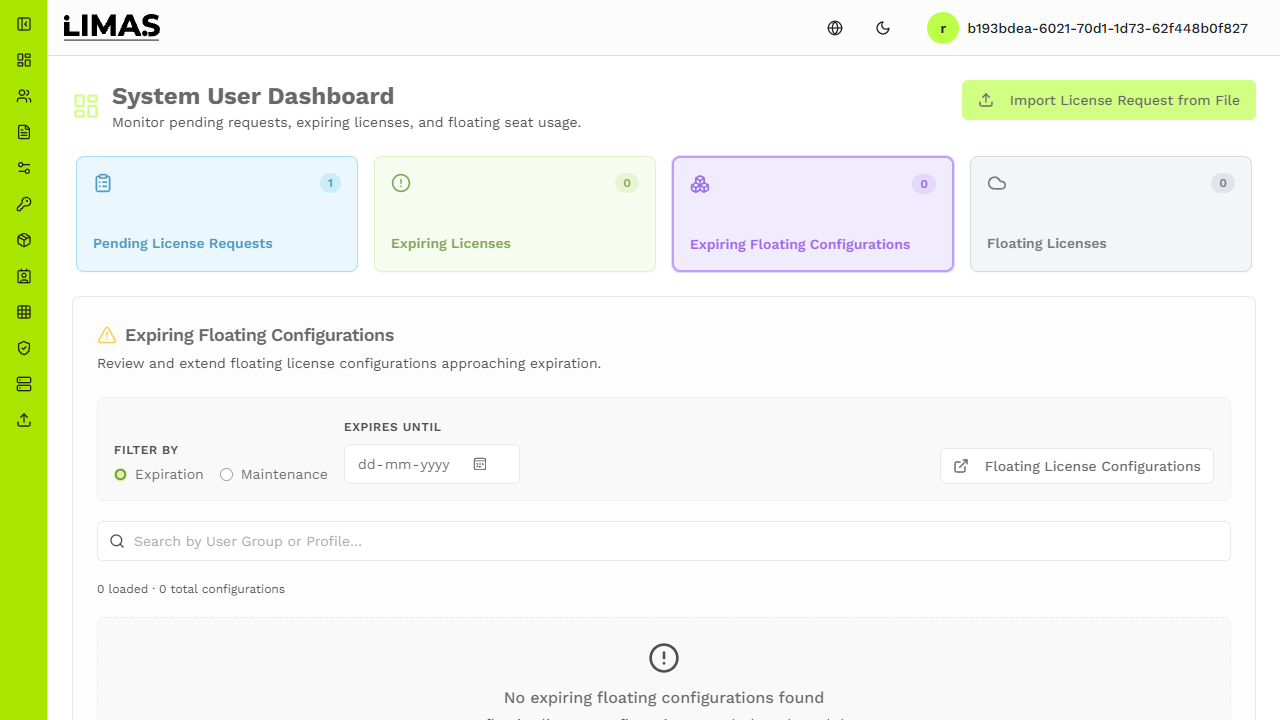 LIMAS
r
b193bdea-6021-70d1-1d73-62f448b0f827
System User Dashboard
Monitor pending requests, expiring licenses, and floating seat usage.
Import License Request from File
1
Pending License Requests
0
Expiring Licenses
0
Expiring Floating Configurations
0
Floating Licenses
Expiring Floating Configurations
Review and extend floating license configurations approaching expiration.
FILTER BY
Expiration
Maintenance
EXPIRES UNTIL
dd-mm-yyyy
Floating License Configurations
Search by User Group or Profile...
0 loaded · 0 total configurations
No expiring floating configurations found